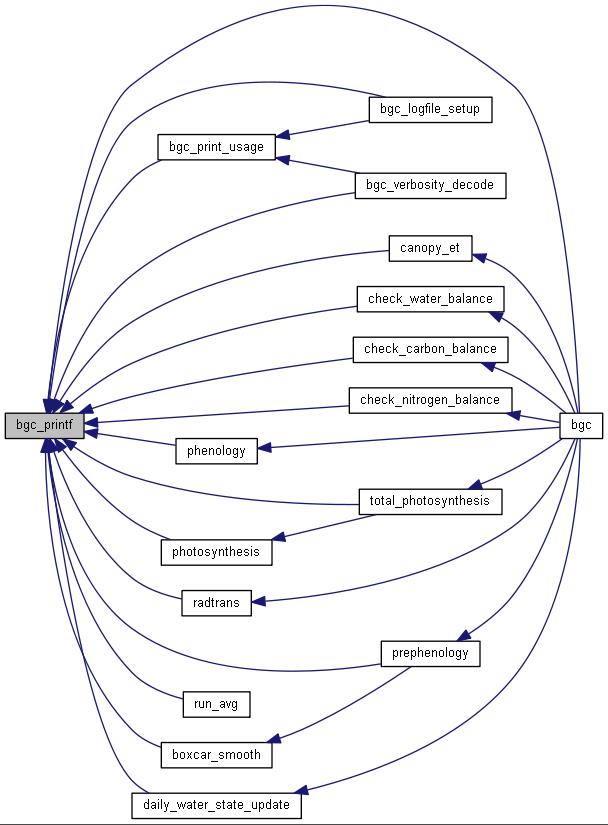 bgc_logfile_setup
bgc_print_usage
bgc_verbosity_decode
canopy_et
check_water_balance
check_carbon_balance
check_nitrogen_balance
bgc_printf
bgc
phenology
total_photosynthesis
photosynthesis
radtrans
prephenology
run_avg
boxcar_smooth
daily_water_state_update